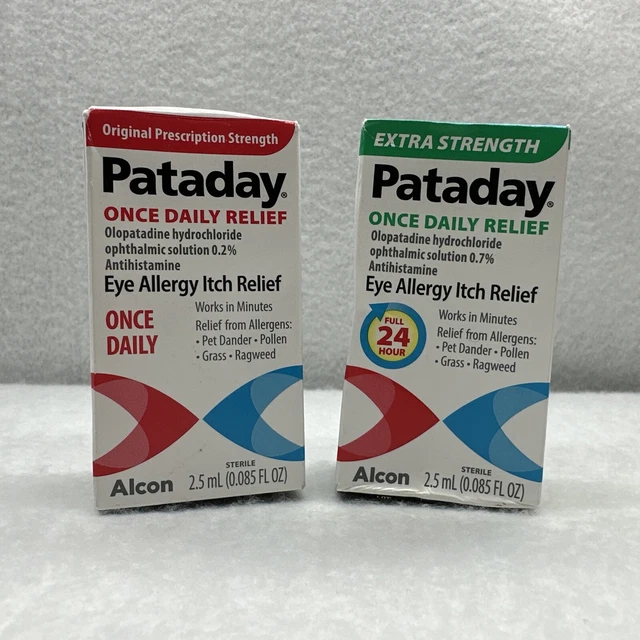 Original Prescription Strength
Pataday®
ONCE DAILY RELIEF
Olopatadine hydrochloride
ophthalmic solution 0.2%
Antihistamine
Eye Allergy Itch Relief
ONCE
DAILY
Works in Minutes
Relief from Allergens:
• Pet Dander • Pollen
• Grass • Ragweed
STERILE
Alcon 2.5 mL (0.085 FL OZ)
EXTRA STRENGTH
Pataday®
ONCE DAILY RELIEF
Olopatadine hydrochloride
ophthalmic solution 0.7%
Antihistamine
Eye Allergy Itch Relief
FULL
24
HOUR
Works in Minutes
Relief from Allergens:
• Pet Dander • Pollen
• Grass • Ragweed
STERILE
Alcon 2.5 mL (0.085 FL OZ)